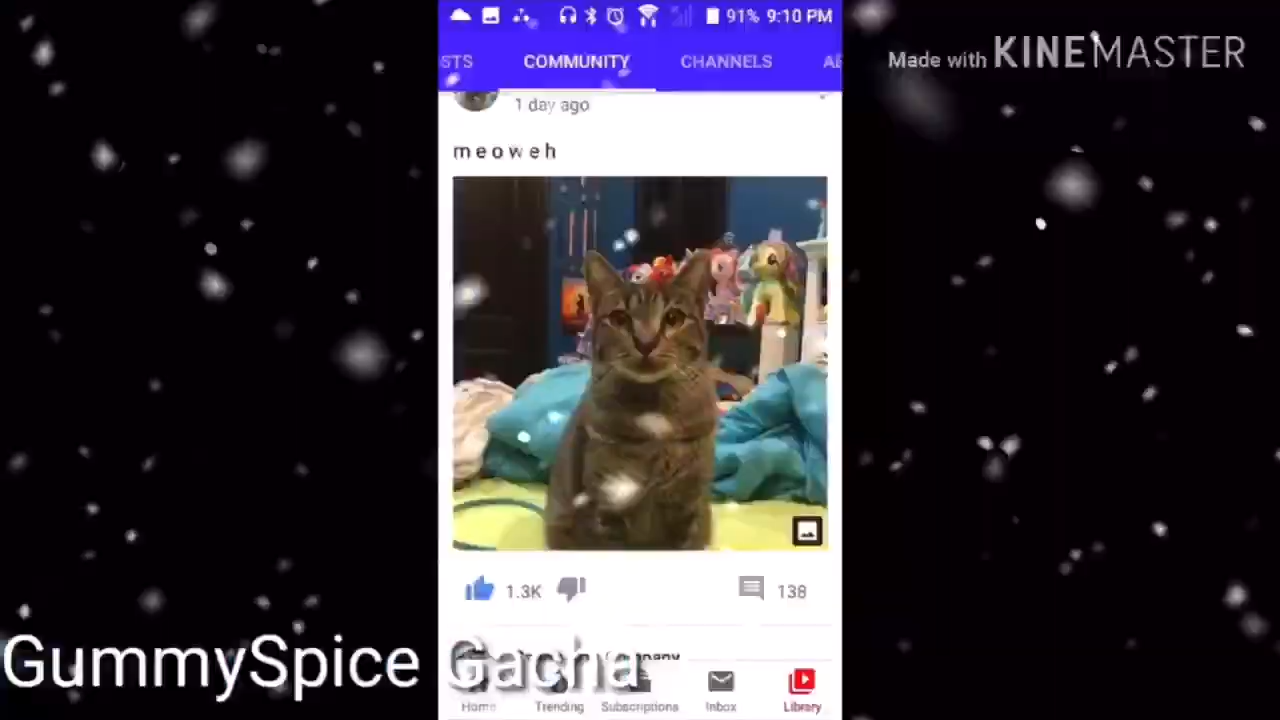 91% 9:10 PM
STS COMMUNITY CHANNELS
Made with KINEMASTER
1 day ago
m e o w e h
1.3K 138
GummySpice Gacha
Home Trending Subscriptions Inbox Library